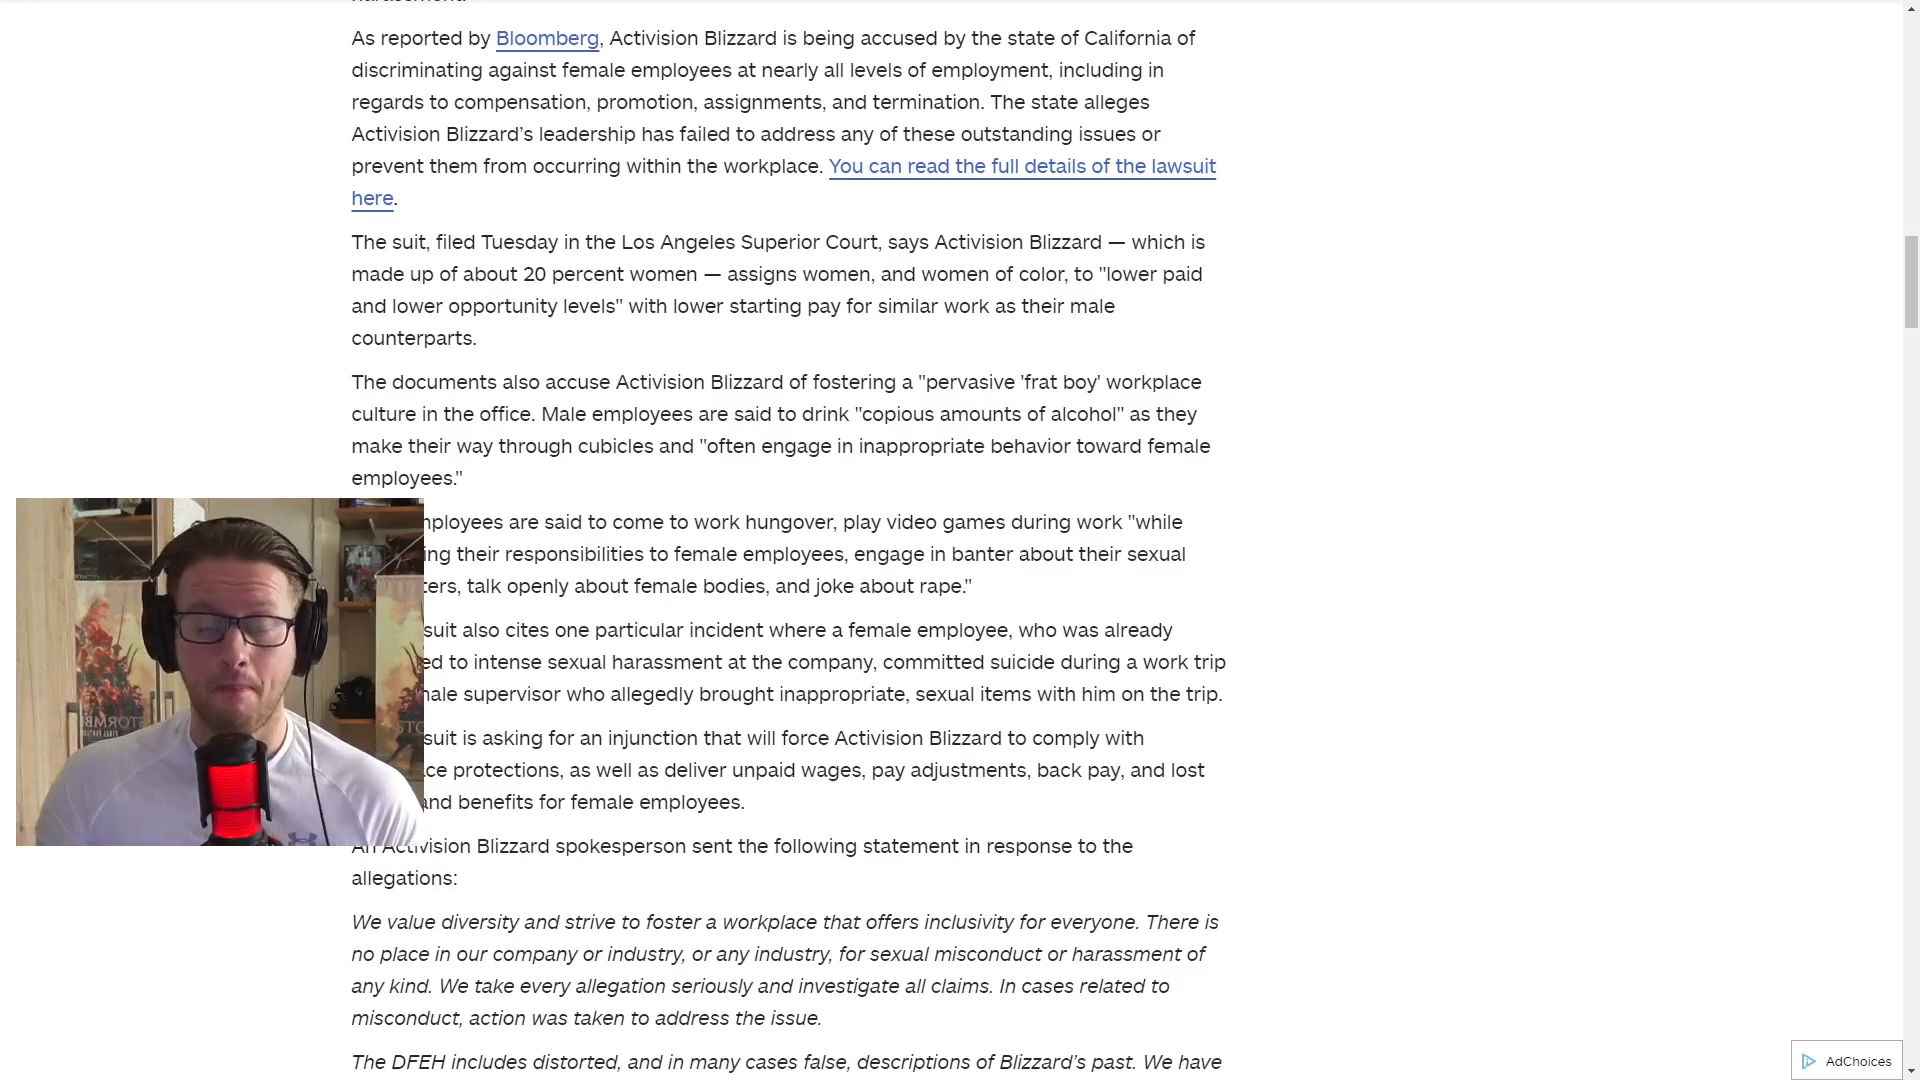 As reported by Bloomberg, Activision Blizzard is being accused by the state of California of
discriminating against female employees at nearly all levels of employment, including in
regards to compensation, promotion, assignments, and termination. The state alleges
Activision Blizzard’s leadership has failed to address any of these outstanding issues or
prevent them from occurring within the workplace. You can read the full details of the lawsuit
here.
The suit, filed Tuesday in the Los Angeles Superior Court, says Activision Blizzard — which is
made up of about 20 percent women — assigns women, and women of color, to "lower paid
and lower opportunity levels" with lower starting pay for similar work as their male
counterparts.
The documents also accuse Activision Blizzard of fostering a "pervasive 'frat boy' workplace
culture in the office. Male employees are said to drink "copious amounts of alcohol" as they
make their way through cubicles and "often engage in inappropriate behavior toward female
employees."
mployees are said to come to work hungover, play video games during work "while
ing their responsibilities to female employees, engage in banter about their sexual
ters, talk openly about female bodies, and joke about rape."
suit also cites one particular incident where a female employee, who was already
ed to intense sexual harassment at the company, committed suicide during a work trip
ale supervisor who allegedly brought inappropriate, sexual items with him on the trip.
suit is asking for an injunction that will force Activision Blizzard to comply with
ce protections, as well as deliver unpaid wages, pay adjustments, back pay, and lost
and benefits for female employees.
An Activision Blizzard spokesperson sent the following statement in response to the
allegations:
We value diversity and strive to foster a workplace that offers inclusivity for everyone. There is
no place in our company or industry, or any industry, for sexual misconduct or harassment of
any kind. We take every allegation seriously and investigate all claims. In cases related to
misconduct, action was taken to address the issue.
The DFEH includes distorted, and in many cases false, descriptions of Blizzard’s past. We have
AdChoices